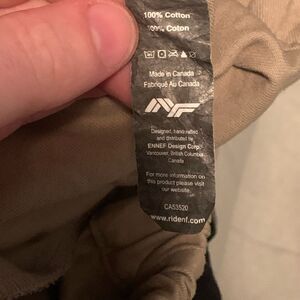 100% Cotton
100% Coton
Made in Canada
Fabriqué Au Canada
NF
Designed, hand crafted
and distributed by
ENNEF Design Corp.
Vancouver, British Columbia
Canada
For more information on
this product please visit
our website.
CA53520
www.ridenf.com